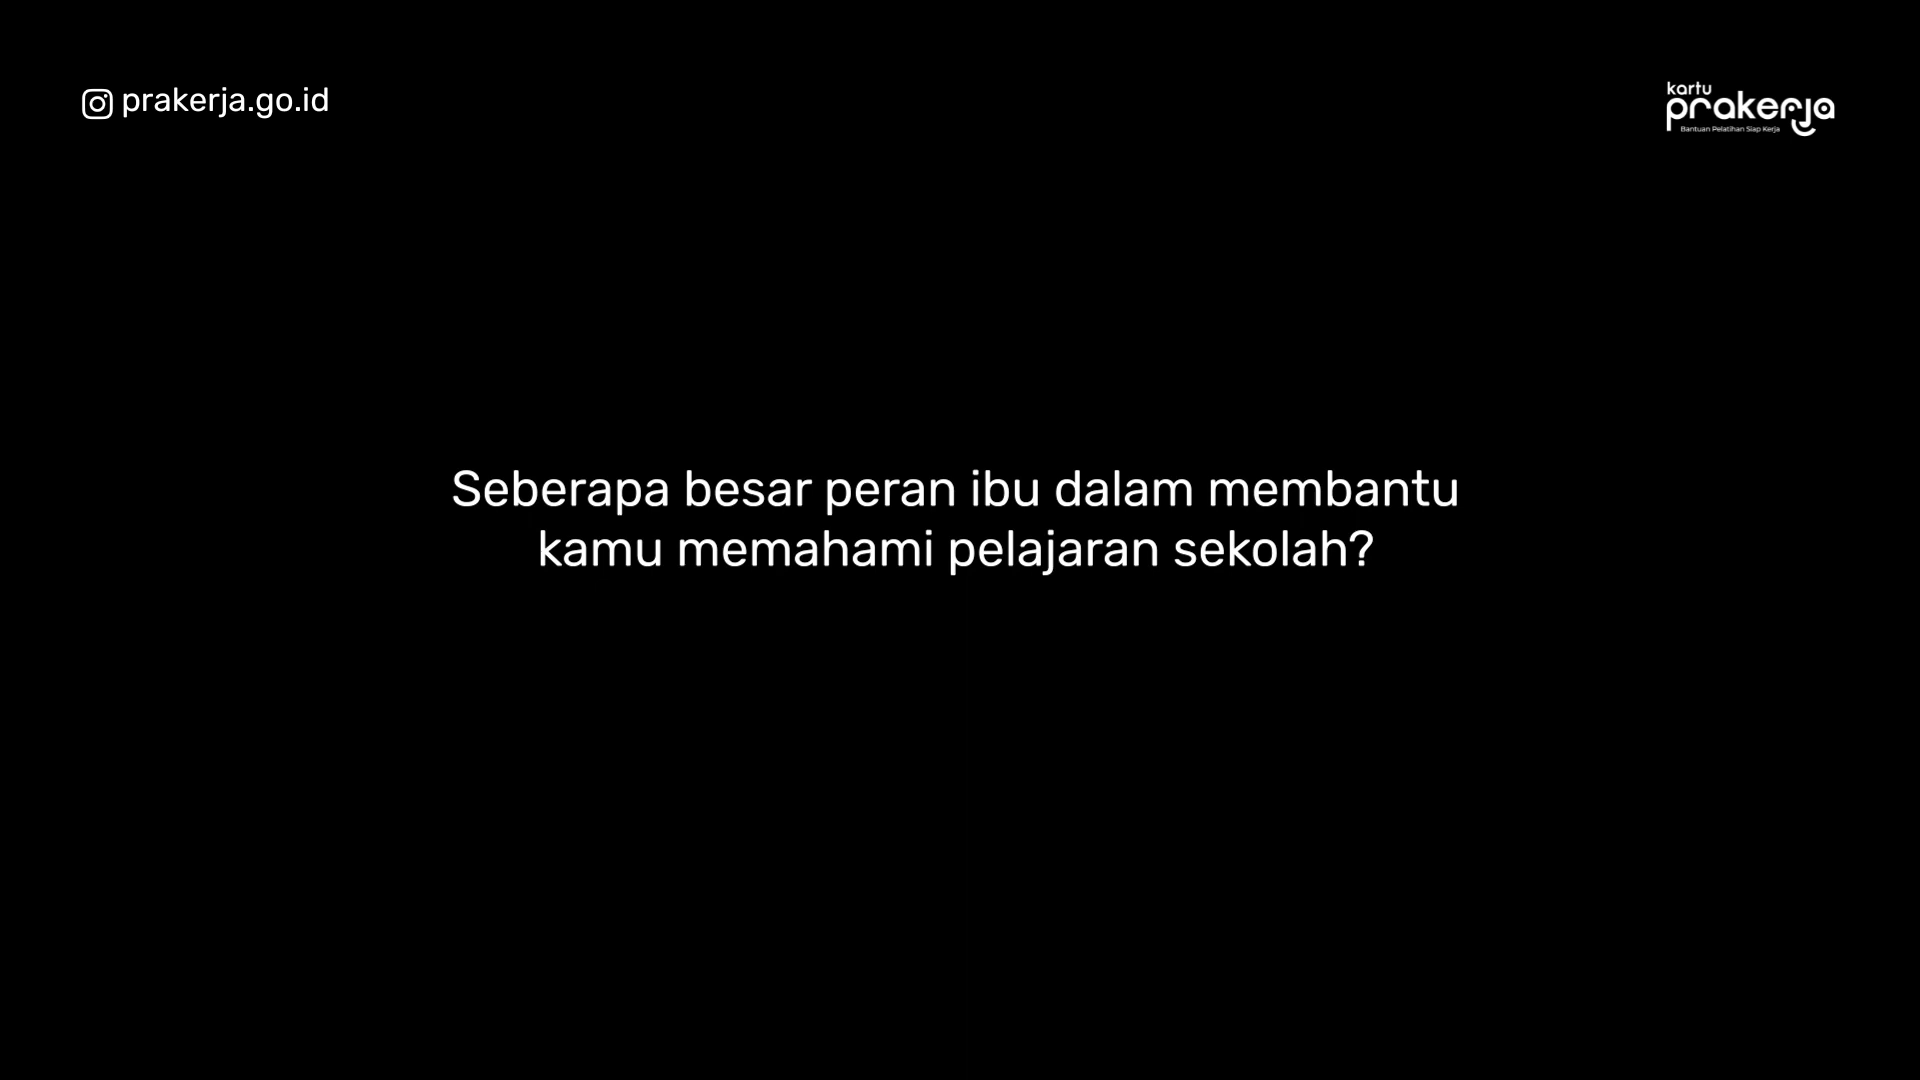 prakerja.go.id
kartu
prakerja
Bantuan Pelatihan Siap Kerja
Seberapa besar peran ibu dalam membantu
kamu memahami pelajaran sekolah?